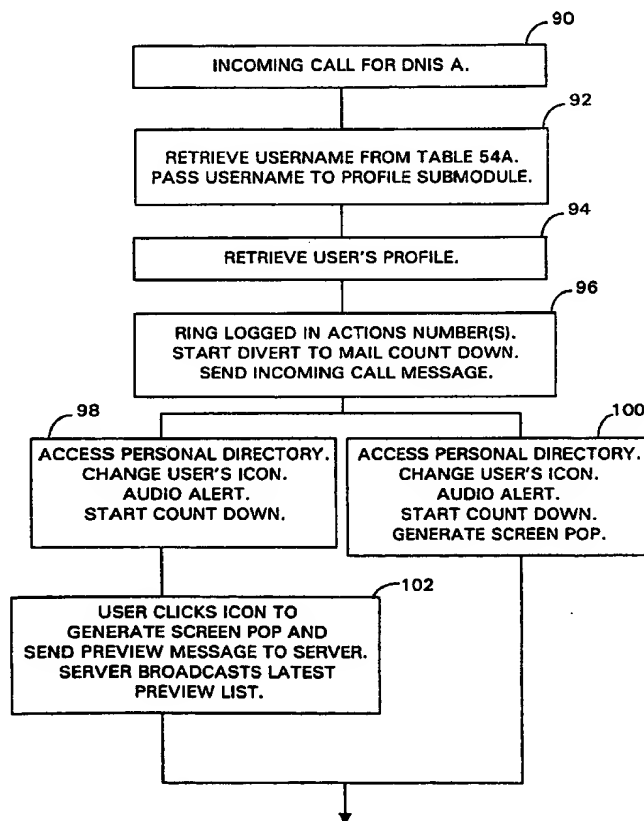 90
INCOMING CALL FOR DNIS A.
92
RETRIEVE USERNAME FROM TABLE 54A.
PASS USERNAME TO PROFILE SUBMODULE.
94
RETRIEVE USER'S PROFILE.
96
RING LOGGED IN ACTIONS NUMBER(S).
START DIVERT TO MAIL COUNT DOWN.
SEND INCOMING CALL MESSAGE.
98
ACCESS PERSONAL DIRECTORY.
CHANGE USER'S ICON.
AUDIO ALERT.
START COUNT DOWN.
100
ACCESS PERSONAL DIRECTORY.
CHANGE USER'S ICON.
AUDIO ALERT.
START COUNT DOWN.
GENERATE SCREEN POP.
102
USER CLICKS ICON TO
GENERATE SCREEN POP AND
SEND PREVIEW MESSAGE TO SERVER.
SERVER BROADCASTS LATEST
PREVIEW LIST.